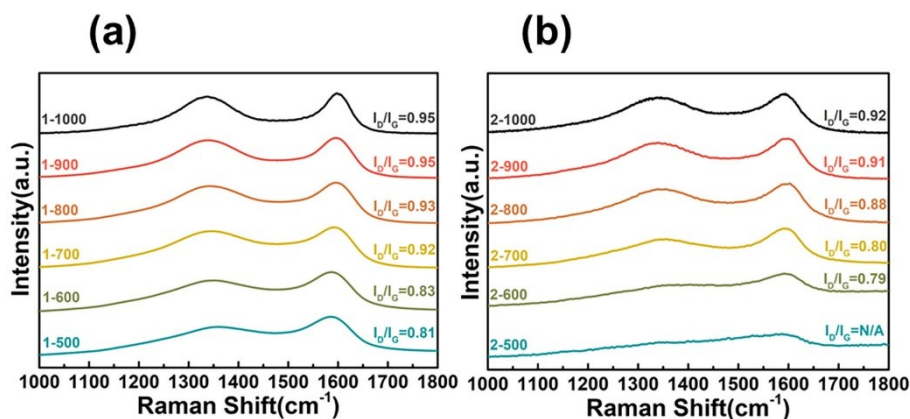 (a)
1-1000 I_D/I_G=0.95
1-900 I_D/I_G=0.95
1-800 I_D/I_G=0.93
1-700 I_D/I_G=0.92
1-600 I_D/I_G=0.83
1-500 I_D/I_G=0.81
Intensity(a.u.)
1000 1100 1200 1300 1400 1500 1600 1700 1800
Raman Shift(cm⁻¹)
(b)
2-1000 I_D/I_G=0.92
2-900 I_D/I_G=0.91
2-800 I_D/I_G=0.88
2-700 I_D/I_G=0.80
2-600 I_D/I_G=0.79
2-500 I_D/I_G=N/A
Intensity(a.u.)
1000 1100 1200 1300 1400 1500 1600 1700 1800
Raman Shift(cm⁻¹)